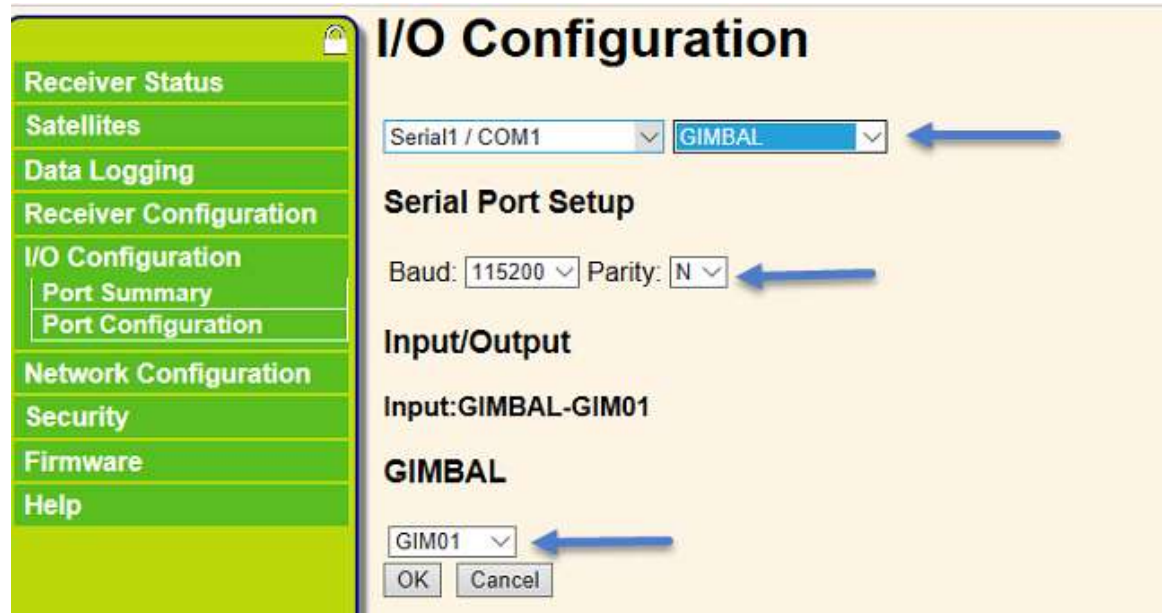 I/O Configuration
Receiver Status
Satellites
Data Logging
Receiver Configuration
I/O Configuration
Port Summary
Port Configuration
Network Configuration
Security
Firmware
Help
Serial1 / COM1 GIMBAL
Serial Port Setup
Baud: 115200 Parity: N
Input/Output
Input:GIMBAL-GIM01
GIMBAL
GIM01
OK Cancel